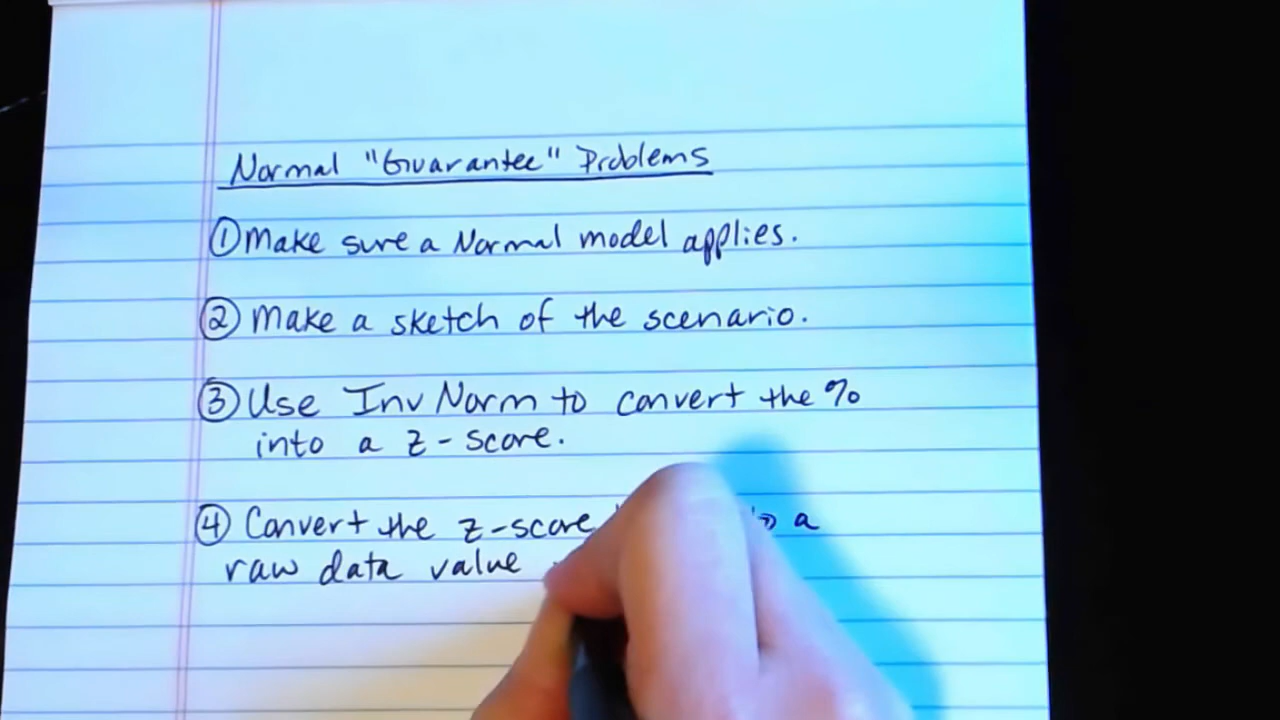 Normal "Guarantee" Problems
① Make sure a Normal model applies.
② Make a sketch of the scenario.
③ Use InvNorm to convert the %
into a z-score.
④ Convert the z-score a
raw data value